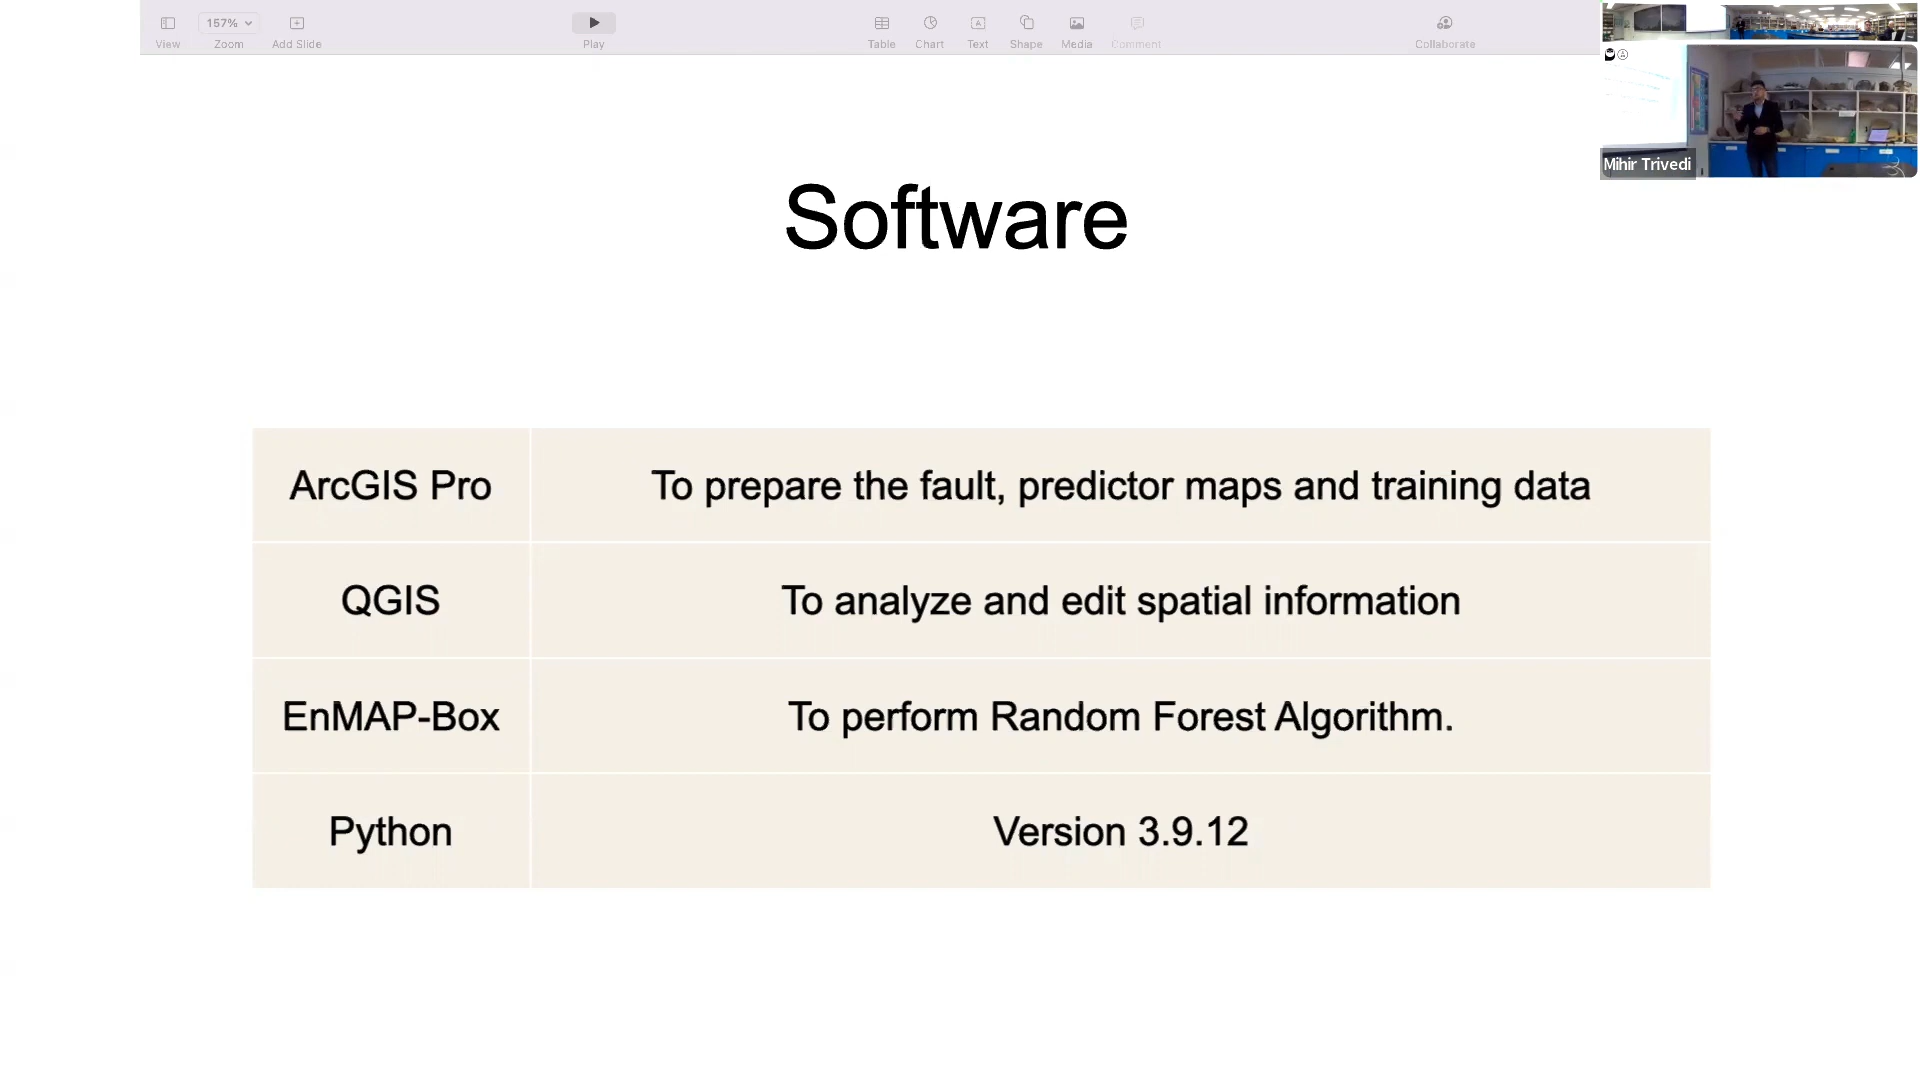 157%
View
Zoom
Add Slide
Play
Table
Chart
Text
Shape
Media
Comment
Collaborate
Mihir Trivedi
Software
ArcGIS Pro
To prepare the fault, predictor maps and training data
QGIS
To analyze and edit spatial information
EnMAP-Box
To perform Random Forest Algorithm.
Python
Version 3.9.12